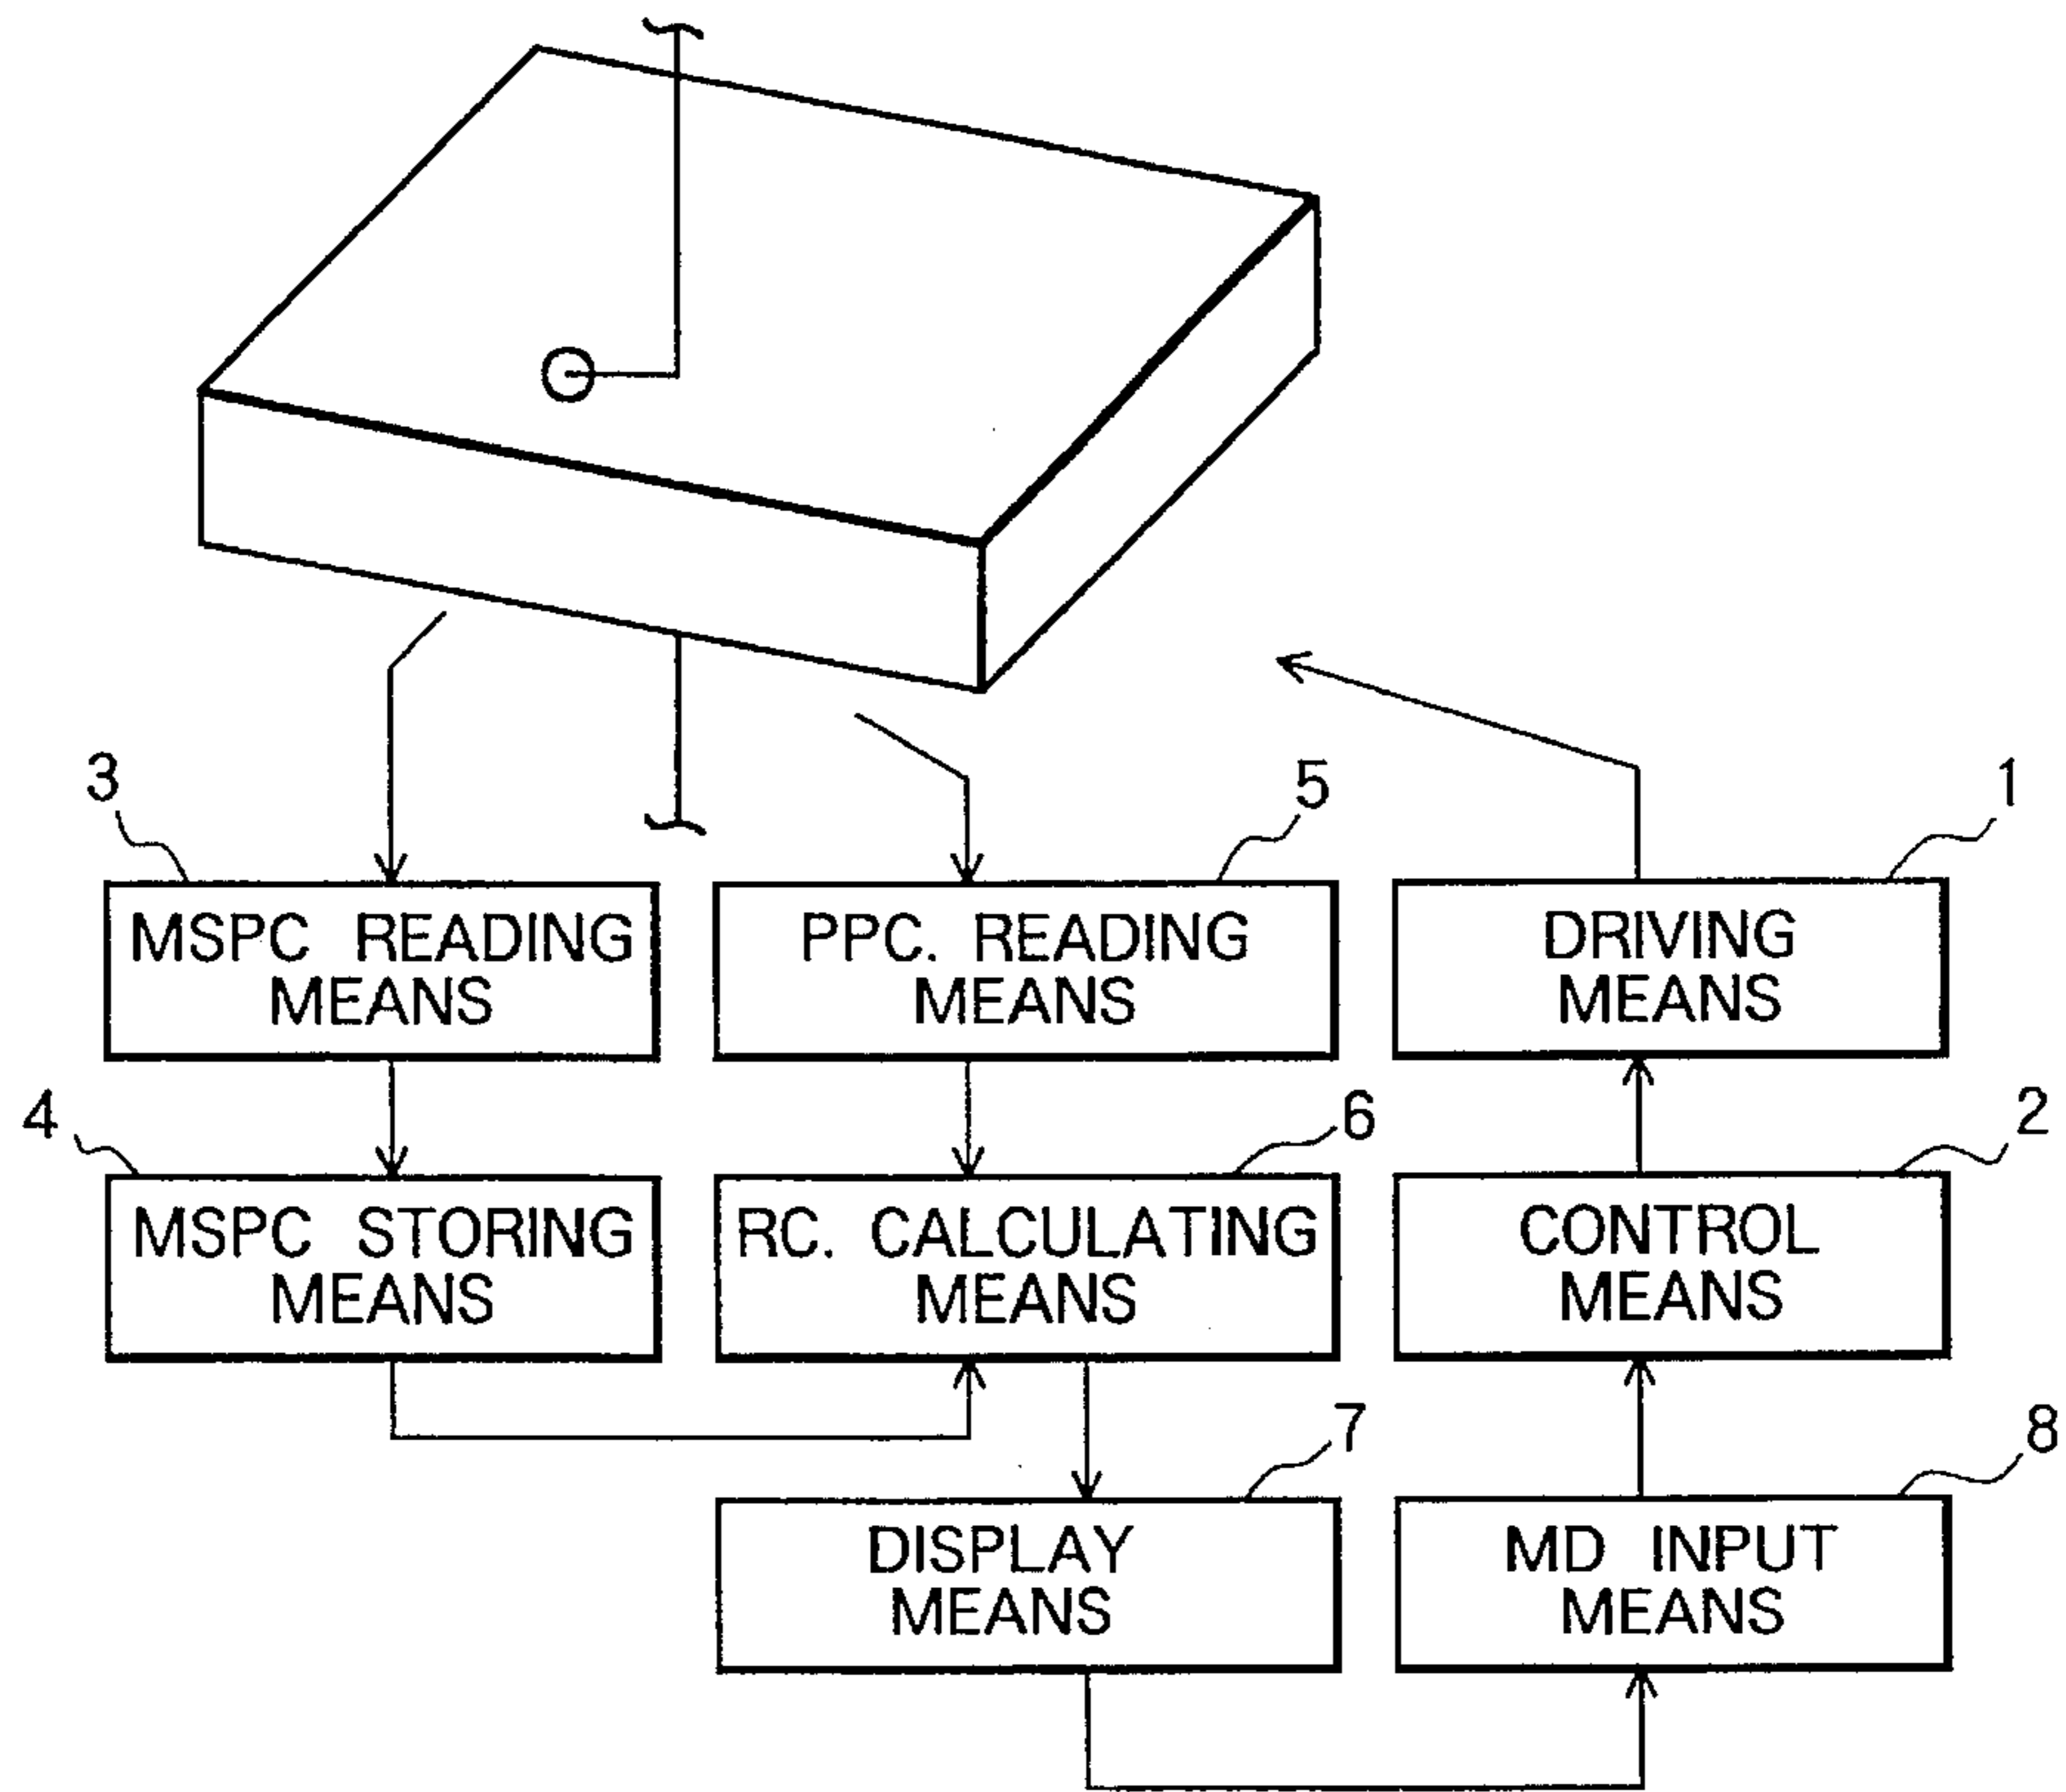 3
5
1
MSPC READING
MEANS
PPC. READING
MEANS
DRIVING
MEANS
4
6
2
MSPC STORING
MEANS
RC. CALCULATING
MEANS
CONTROL
MEANS
7
8
DISPLAY
MEANS
MD INPUT
MEANS